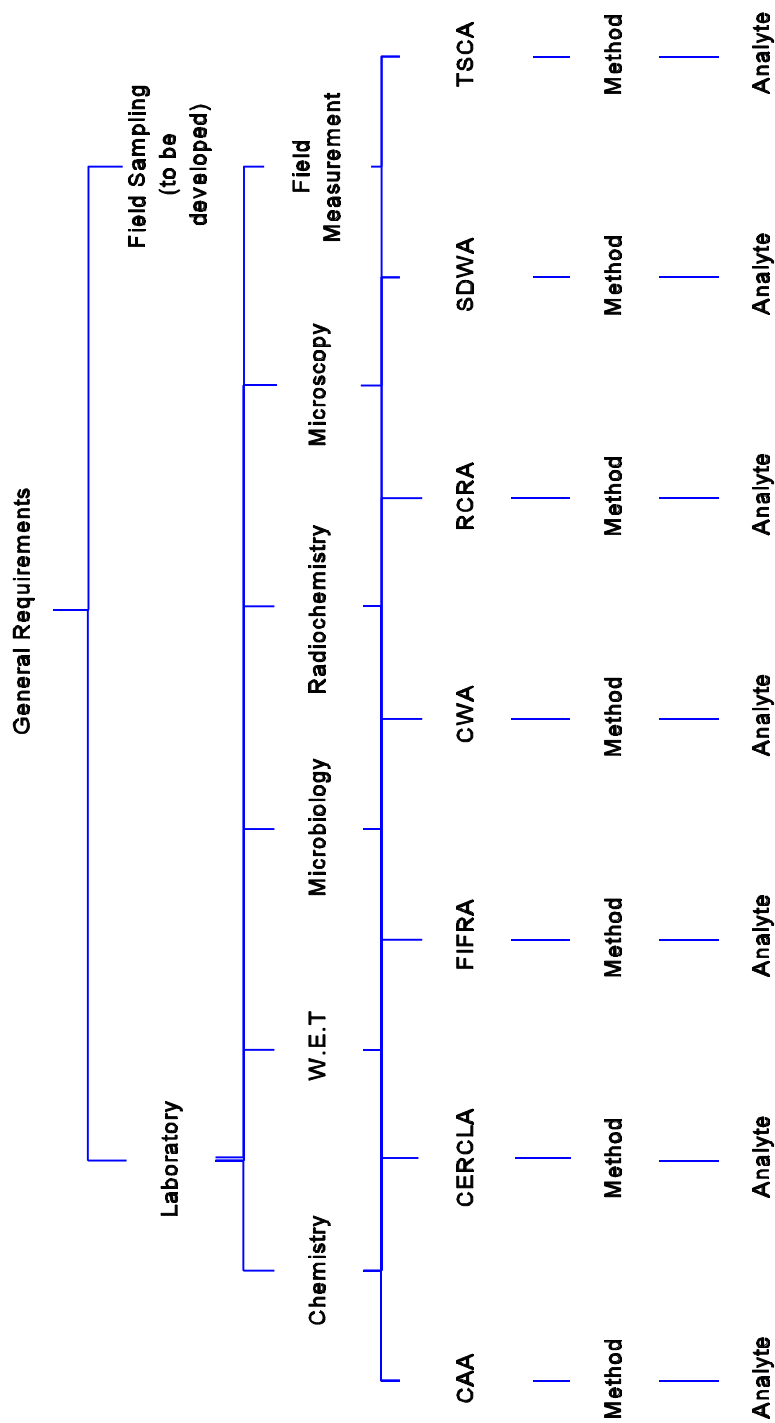 General Requirements
Laboratory
Field Sampling
(to be
developed)
Chemistry
W.E.T
Microbiology
Radiochemistry
Microscopy
Field
Measurement
CAA
CERCLA
FIFRA
CWA
RCRA
SDWA
TSCA
Method
Method
Method
Method
Method
Method
Method
Analyte
Analyte
Analyte
Analyte
Analyte
Analyte
Analyte